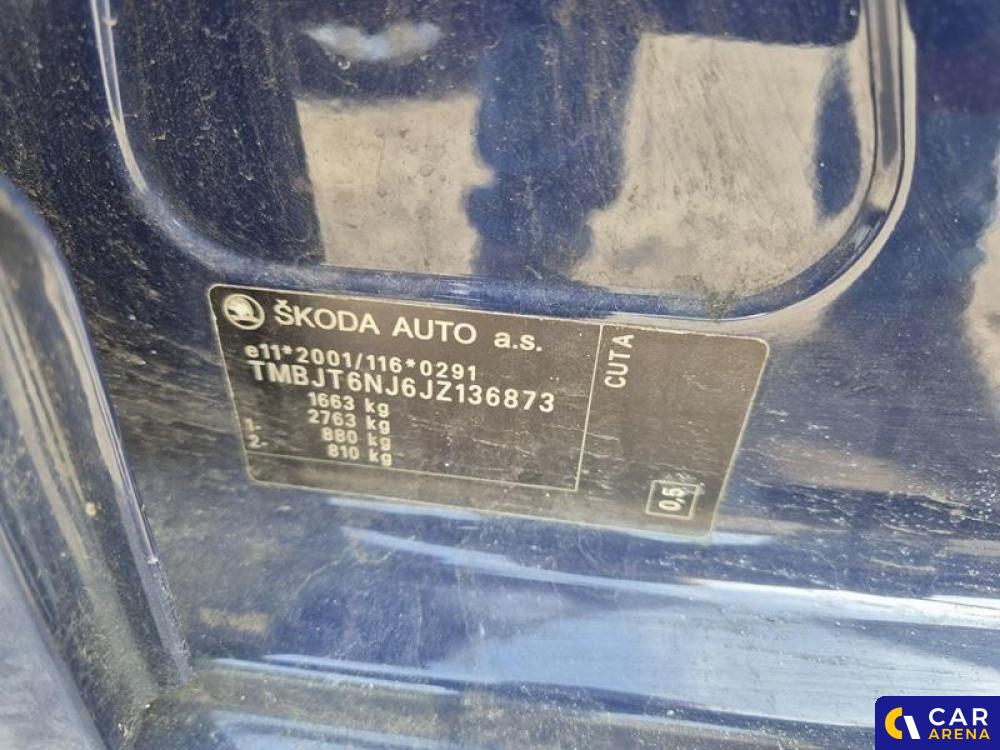 ŠKODA AUTO a.s.
e11*2001/116*0291
TMBJT6NJ6JZ136873
1663 kg
2763 kg
1- 880 kg
2- 810 kg
CUTA
0,5
CAR
ARENA